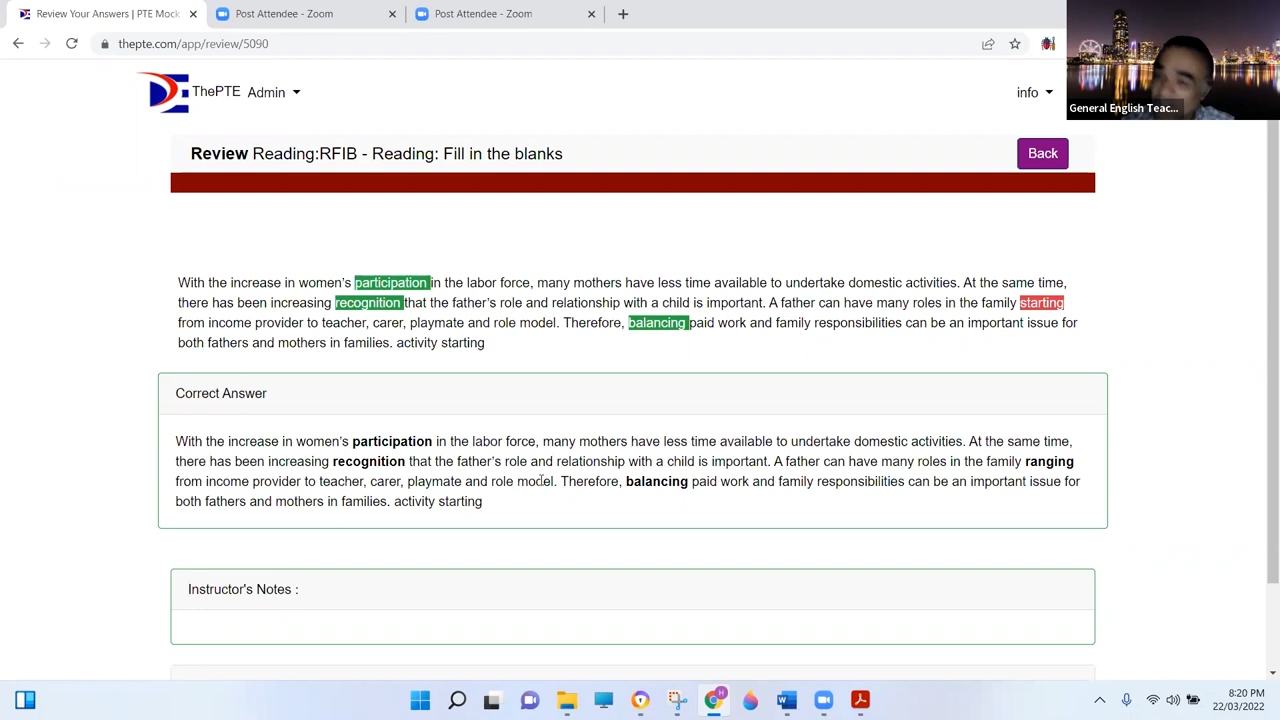 Review Your Answers | PTE Mock
Post Attendee - Zoom
Post Attendee - Zoom
thepte.com/app/review/5090
General English Teac...
ThePTE Admin
info
Review Reading:RFIB - Reading: Fill in the blanks
Back
With the increase in women's participation in the labor force, many mothers have less time available to undertake domestic activities. At the same time,
there has been increasing recognition that the father's role and relationship with a child is important. A father can have many roles in the family starting
from income provider to teacher, carer, playmate and role model. Therefore, balancing paid work and family responsibilities can be an important issue for
both fathers and mothers in families. activity starting
Correct Answer
With the increase in women's participation in the labor force, many mothers have less time available to undertake domestic activities. At the same time,
there has been increasing recognition that the father's role and relationship with a child is important. A father can have many roles in the family ranging
from income provider to teacher, carer, playmate and role model. Therefore, balancing paid work and family responsibilities can be an important issue for
both fathers and mothers in families. activity starting
Instructor's Notes :
H
8:20 PM
22/03/2022